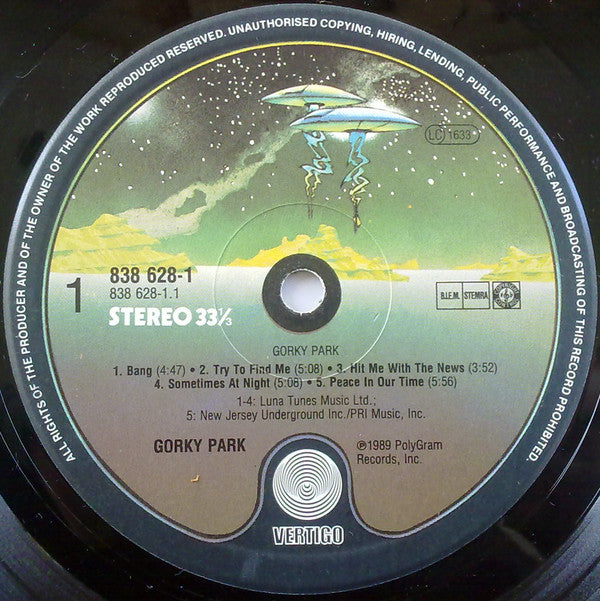 ALL RIGHTS OF THE PRODUCER AND OF THE OWNER OF THE WORK REPRODUCED RESERVED. UNAUTHORISED COPYING, HIRING, LENDING, PUBLIC PERFORMANCE AND BROADCASTING OF THIS RECORD PROHIBITED.
LC 1633
1
838 628-1
838 628-1.1
STEREO 33⅓
B.I.E.M. STEMRA
GORKY PARK
1. Bang (4:47) • 2. Try To Find Me (5:08) • 3. Hit Me With The News (3:52)
4. Sometimes At Night (5:08) • 5. Peace In Our Time (5:56)
1-4: Luna Tunes Music Ltd.;
5: New Jersey Underground Inc./PRI Music, Inc.
GORKY PARK
℗1989 PolyGram
Records, Inc.
VERTIGO